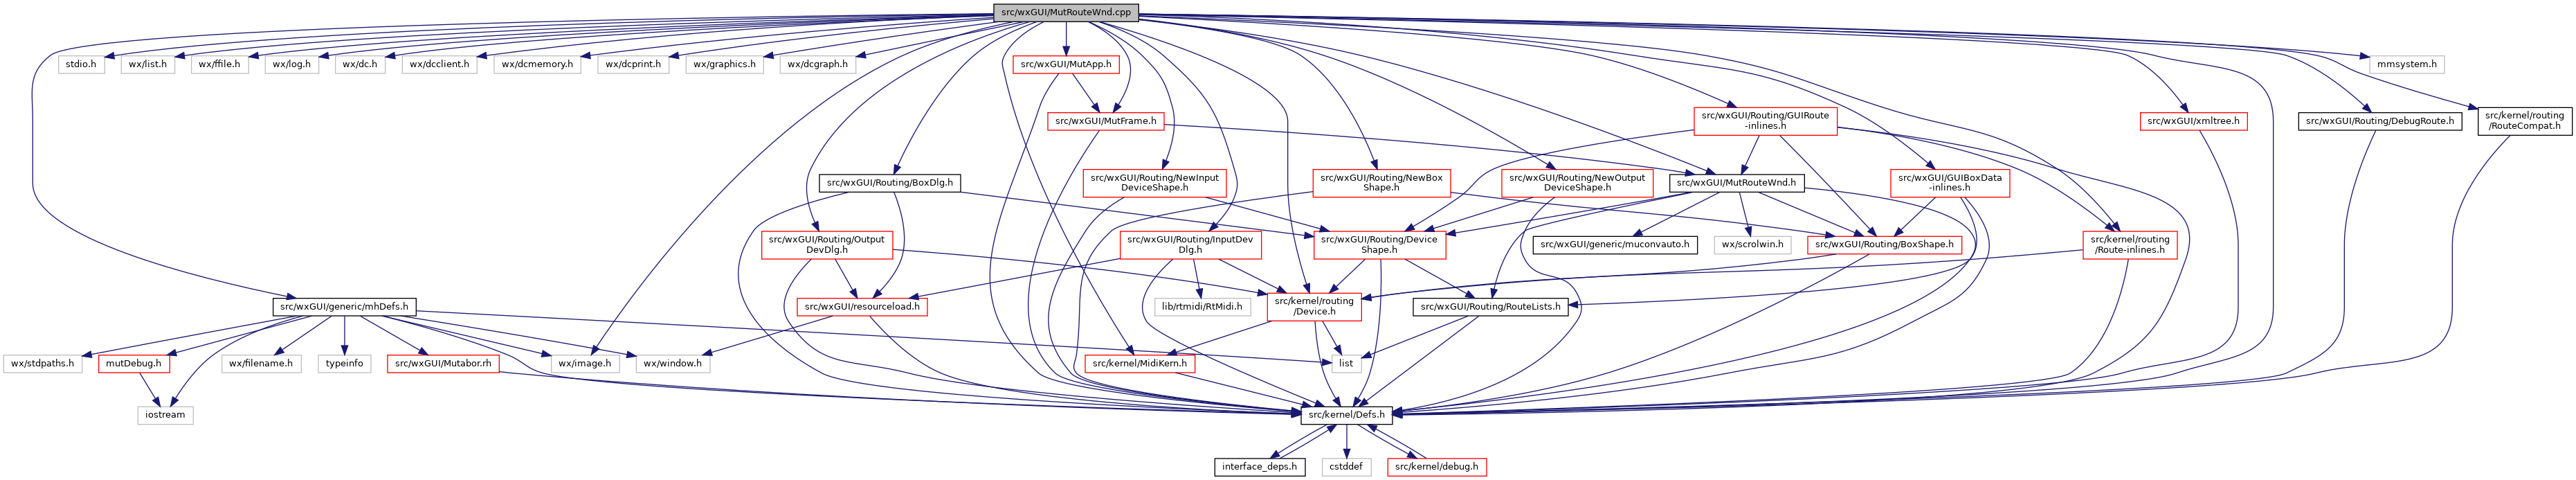 src/wxGUI/MutRouteWnd.cpp
stdio.h
wx/list.h
wx/ffile.h
wx/log.h
wx/dc.h
wx/dcclient.h
wx/dcmemory.h
wx/dcprint.h
wx/graphics.h
wx/dcgraph.h
src/wxGUI/MutApp.h
mmsystem.h
src/wxGUI/MutFrame.h
src/wxGUI/Routing/GUIRoute
-inlines.h
src/wxGUI/xmltree.h
src/wxGUI/Routing/DebugRoute.h
src/kernel/routing
/RouteCompat.h
src/wxGUI/Routing/BoxDlg.h
src/wxGUI/Routing/NewInput
DeviceShape.h
src/wxGUI/Routing/NewBox
Shape.h
src/wxGUI/Routing/NewOutput
DeviceShape.h
src/wxGUI/MutRouteWnd.h
src/wxGUI/GUIBoxData
-inlines.h
src/wxGUI/Routing/Output
DevDlg.h
src/wxGUI/Routing/InputDev
Dlg.h
src/wxGUI/Routing/Device
Shape.h
src/wxGUI/generic/muconvauto.h
wx/scrolwin.h
src/wxGUI/Routing/BoxShape.h
src/kernel/routing
/Route-inlines.h
src/wxGUI/generic/mhDefs.h
src/wxGUI/resourceload.h
lib/rtmidi/RtMidi.h
src/kernel/routing
/Device.h
src/wxGUI/Routing/RouteLists.h
wx/stdpaths.h
mutDebug.h
wx/filename.h
typeinfo
src/wxGUI/Mutabor.rh
wx/image.h
wx/window.h
src/kernel/MidiKern.h
list
iostream
src/kernel/Defs.h
interface_deps.h
cstddef
src/kernel/debug.h